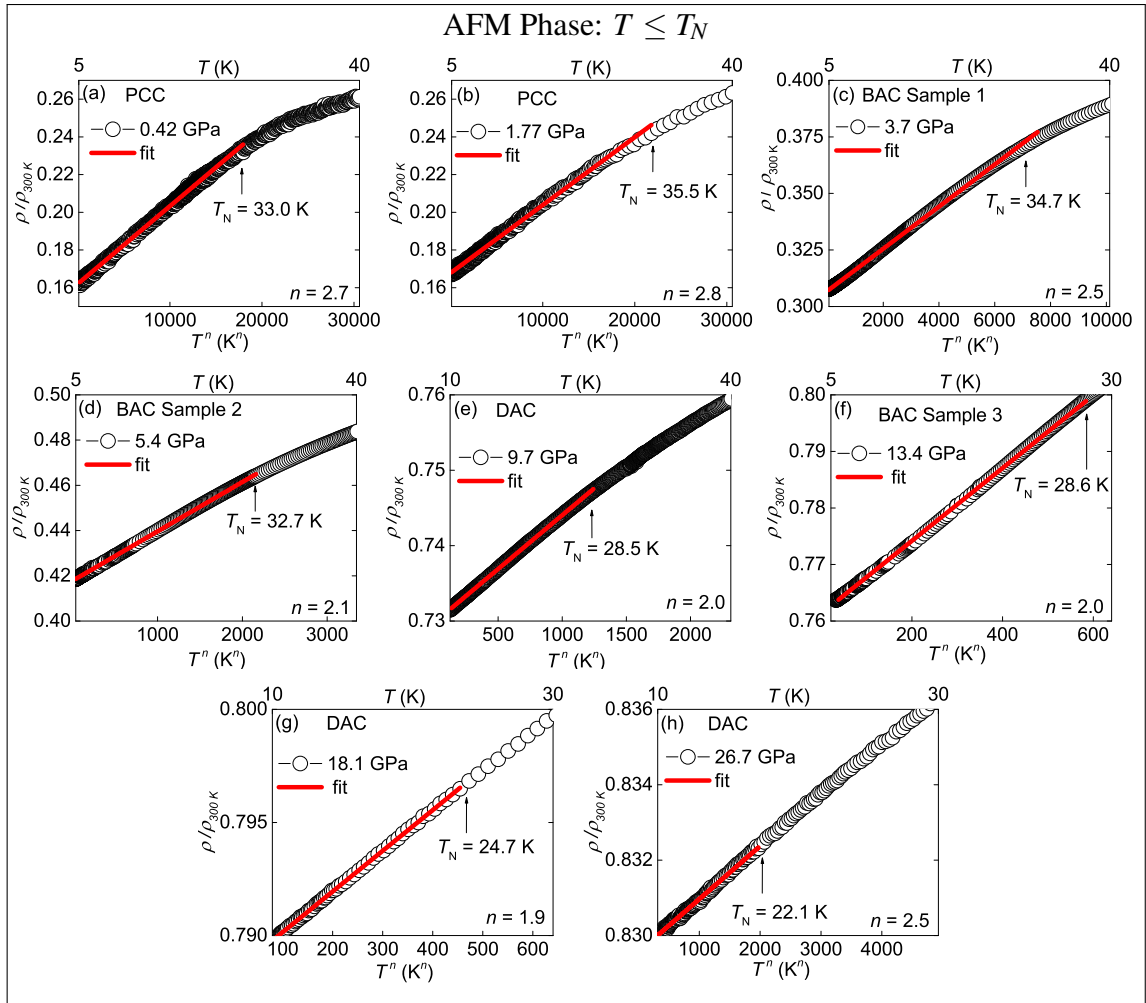 AFM Phase: T ≤ T_N
5 T (K) 40
(a) PCC
0.42 GPa
fit
T_N = 33.0 K
n = 2.7
ρ/ρ_300 K
0.26
0.24
0.22
0.20
0.18
0.16
10000 20000 30000
T^n (K^n)
5 T (K) 40
(b) PCC
1.77 GPa
fit
T_N = 35.5 K
n = 2.8
ρ/ρ_300 K
0.26
0.24
0.22
0.20
0.18
0.16
10000 20000 30000
T^n (K^n)
5 T (K) 40
(c) BAC Sample 1
3.7 GPa
fit
T_N = 34.7 K
n = 2.5
ρ / ρ_300 K
0.400
0.375
0.350
0.325
0.300
2000 4000 6000 8000 10000
T^n (K^n)
5 T (K) 40
(d) BAC Sample 2
5.4 GPa
fit
T_N = 32.7 K
n = 2.1
ρ/ρ_300 K
0.50
0.48
0.46
0.44
0.42
0.40
1000 2000 3000
T^n (K^n)
10 T (K) 40
(e) DAC
9.7 GPa
fit
T_N = 28.5 K
n = 2.0
ρ/ρ_300 K
0.76
0.75
0.74
0.73
500 1000 1500 2000
T^n (K^n)
5 T (K) 30
(f) BAC Sample 3
13.4 GPa
fit
T_N = 28.6 K
n = 2.0
ρ/ρ_300 K
0.80
0.79
0.78
0.77
0.76
200 400 600
T^n (K^n)
10 T (K) 30
(g) DAC
18.1 GPa
fit
T_N = 24.7 K
n = 1.9
ρ/ρ_300 K
0.800
0.795
0.790
100 200 300 400 500 600
T^n (K^n)
10 T (K) 30
(h) DAC
26.7 GPa
fit
T_N = 22.1 K
n = 2.5
ρ/ρ_300 K
0.836
0.834
0.832
0.830
1000 2000 3000 4000
T^n (K^n)